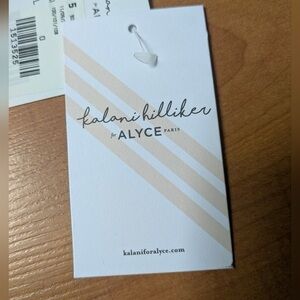 kalani hilliker
for ALYCE PARIS
kalaniforalyce.com